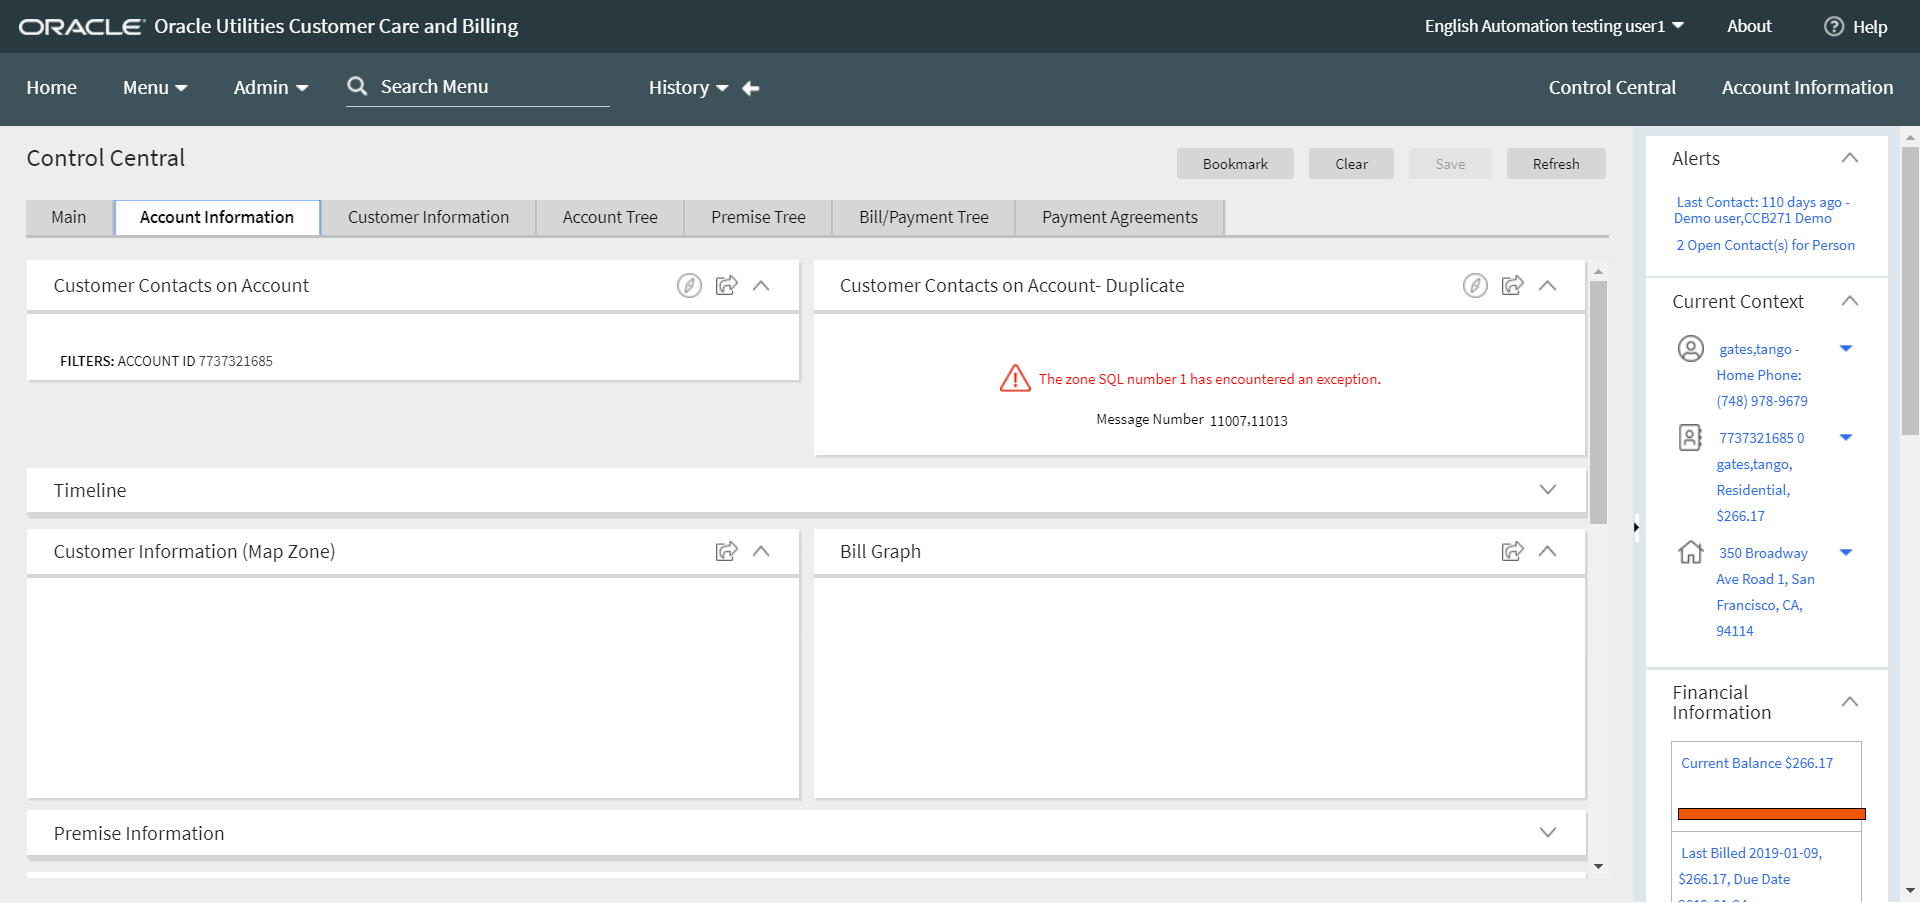 ORACLE Oracle Utilities Customer Care and Billing
English Automation testing user1 About Help
Home Menu Admin Search Menu History Control Central Account Information
Control Central
Bookmark Clear Save Refresh
Main Account Information Customer Information Account Tree Premise Tree Bill/Payment Tree Payment Agreements
Customer Contacts on Account
FILTERS: ACCOUNT ID 7737321685
Customer Contacts on Account- Duplicate
The zone SQL number 1 has encountered an exception.
Message Number 11007,11013
Timeline
Customer Information (Map Zone)
Bill Graph
Premise Information
Alerts
Last Contact: 110 days ago -
Demo user,CCB271 Demo
2 Open Contact(s) for Person
Current Context
gates,tango -
Home Phone:
(748) 978-9679
7737321685 0
gates,tango,
Residential,
$266.17
350 Broadway
Ave Road 1, San
Francisco, CA,
94114
Financial
Information
Current Balance $266.17
Last Billed 2019-01-09,
$266.17, Due Date